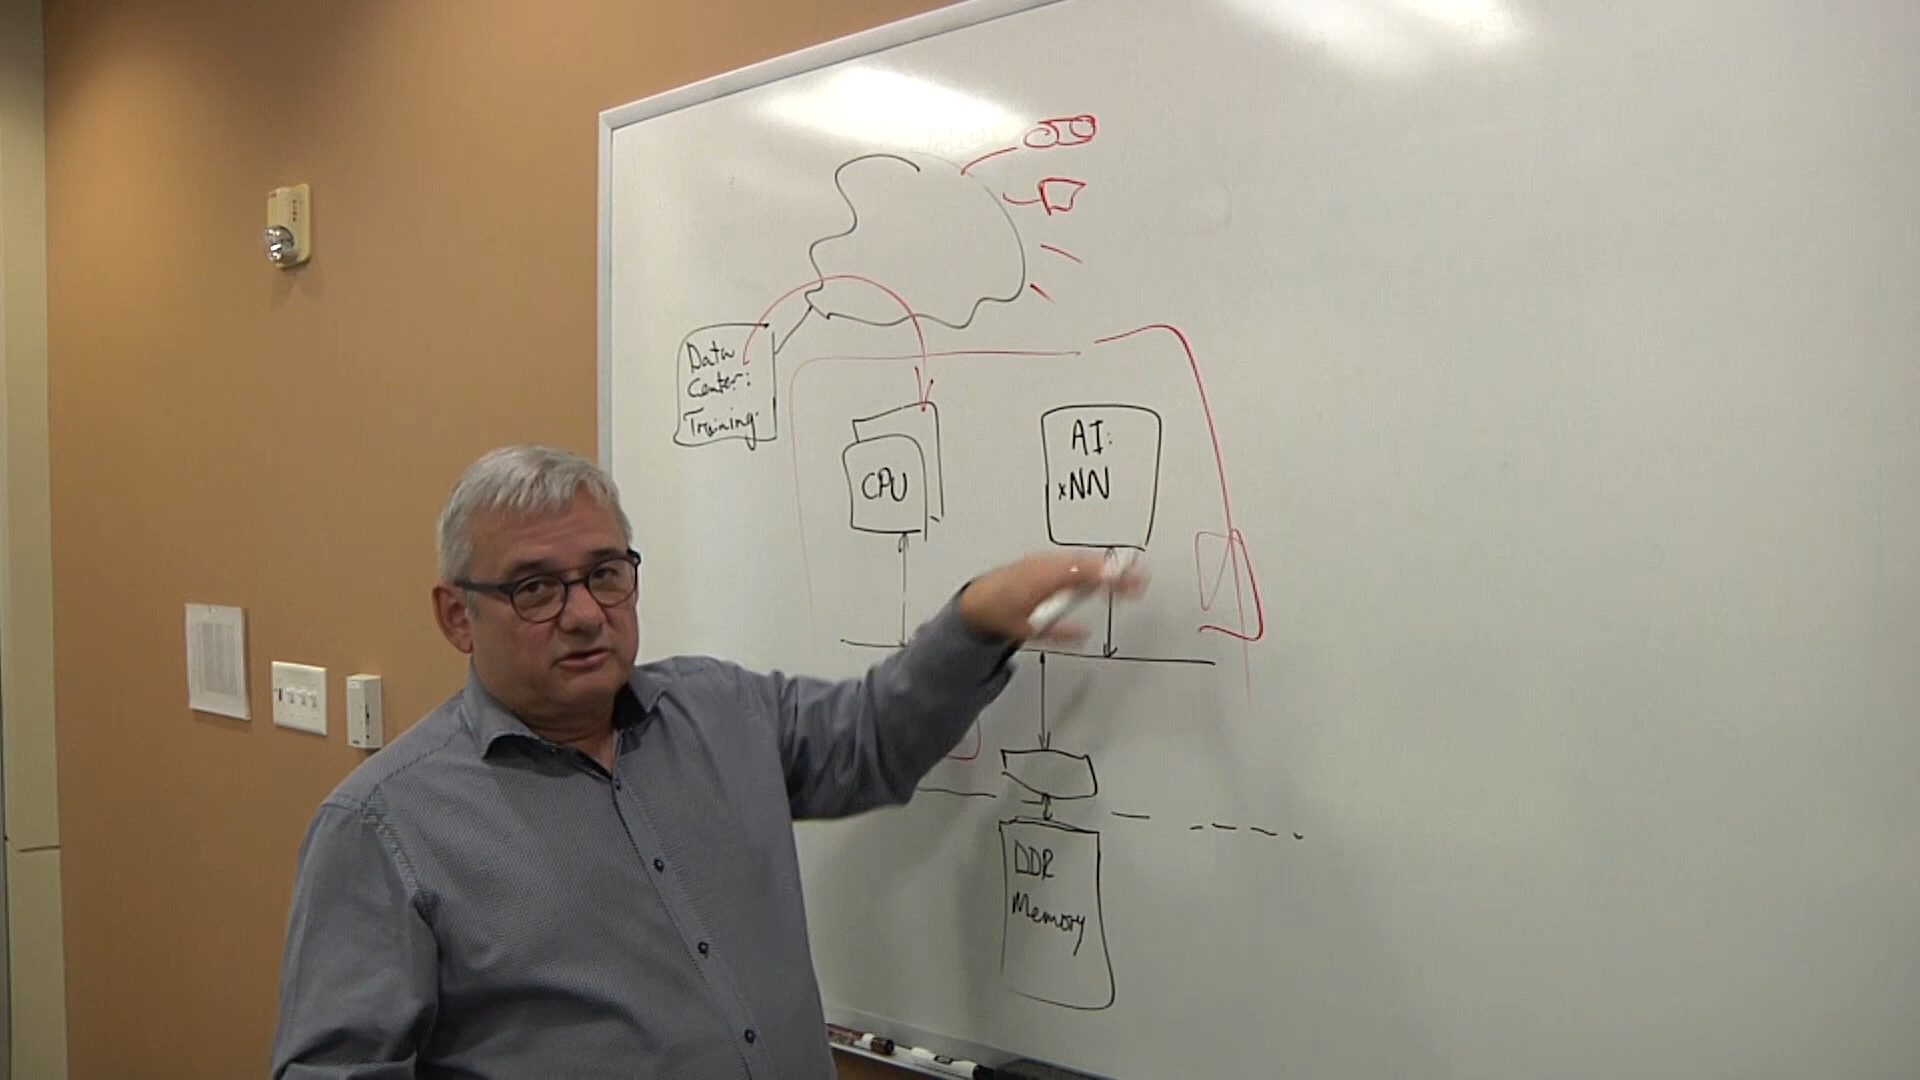 Data
Center:
Training:
CPU
AI:
xNN
DDR
Memory